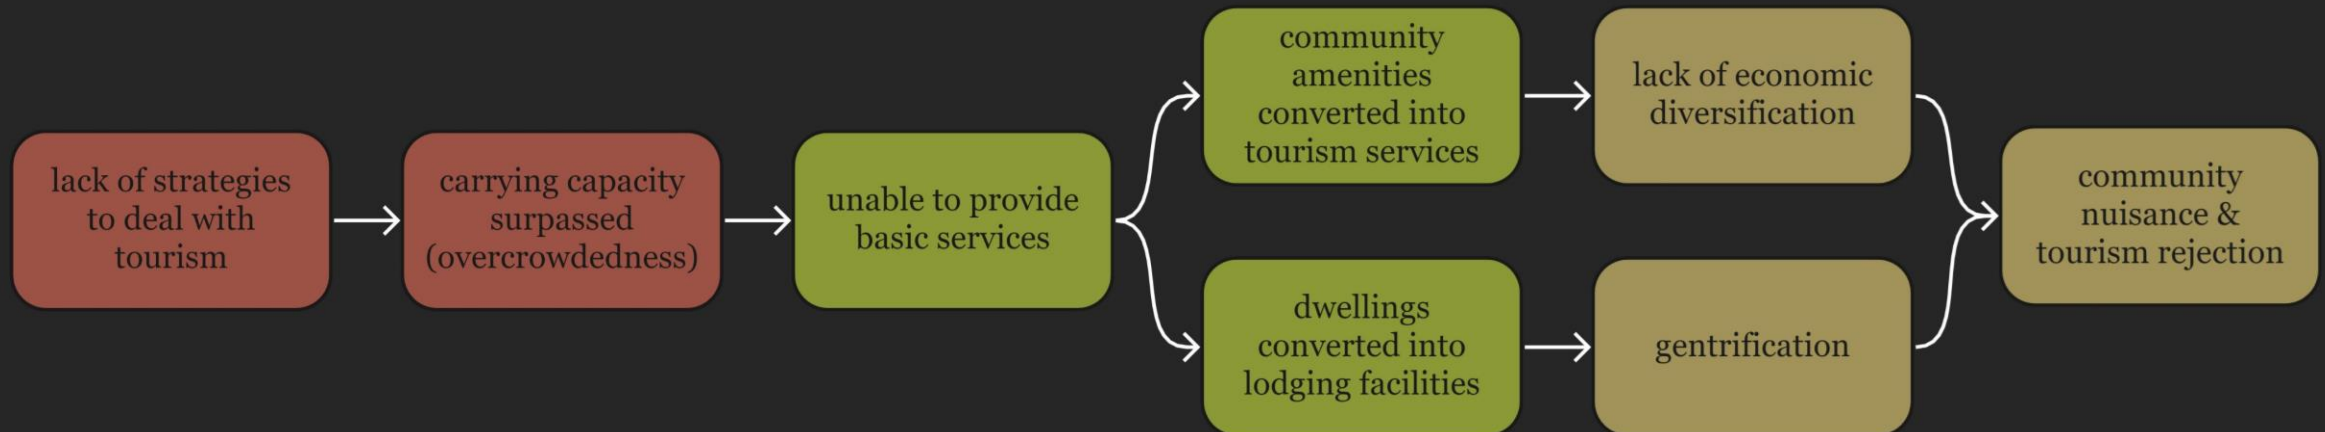 lack of strategies
to deal with
tourism
carrying capacity
surpassed
(overcrowdedness)
unable to provide
basic services
community
amenities
converted into
tourism services
lack of economic
diversification
dwellings
converted into
lodging facilities
gentrification
community
nuisance &
tourism rejection